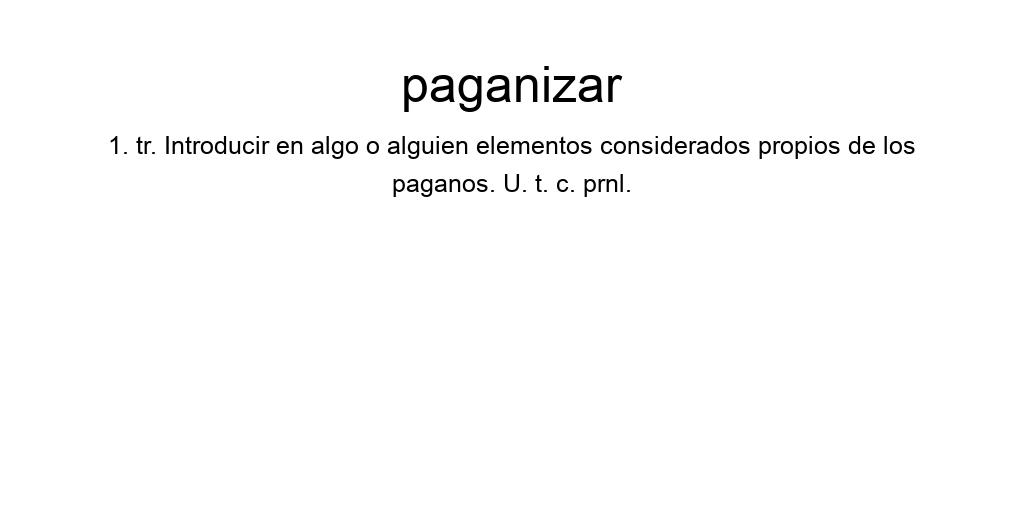 paganizar
1. tr. Introducir en algo o alguien elementos considerados propios de los
paganos. U. t. c. prnl.